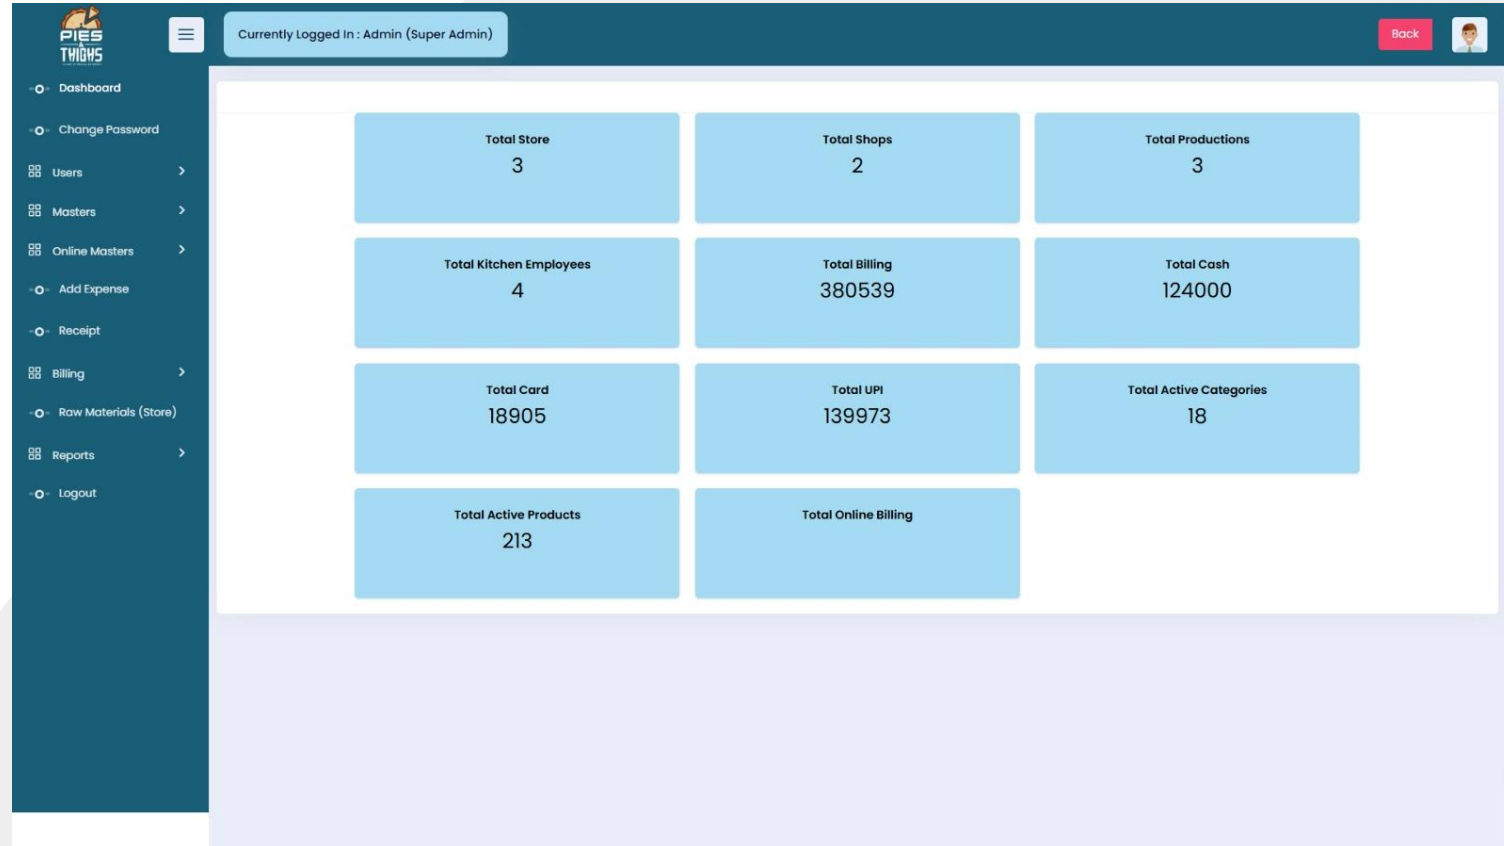 PIES
&
THIGHS
Currently Logged In : Admin (Super Admin)
Back
Dashboard
Change Password
Users
Masters
Online Masters
Add Expense
Receipt
Billing
Raw Materials (Store)
Reports
Logout
Total Store
3
Total Shops
2
Total Productions
3
Total Kitchen Employees
4
Total Billing
380539
Total Cash
124000
Total Card
18905
Total UPI
139973
Total Active Categories
18
Total Active Products
213
Total Online Billing